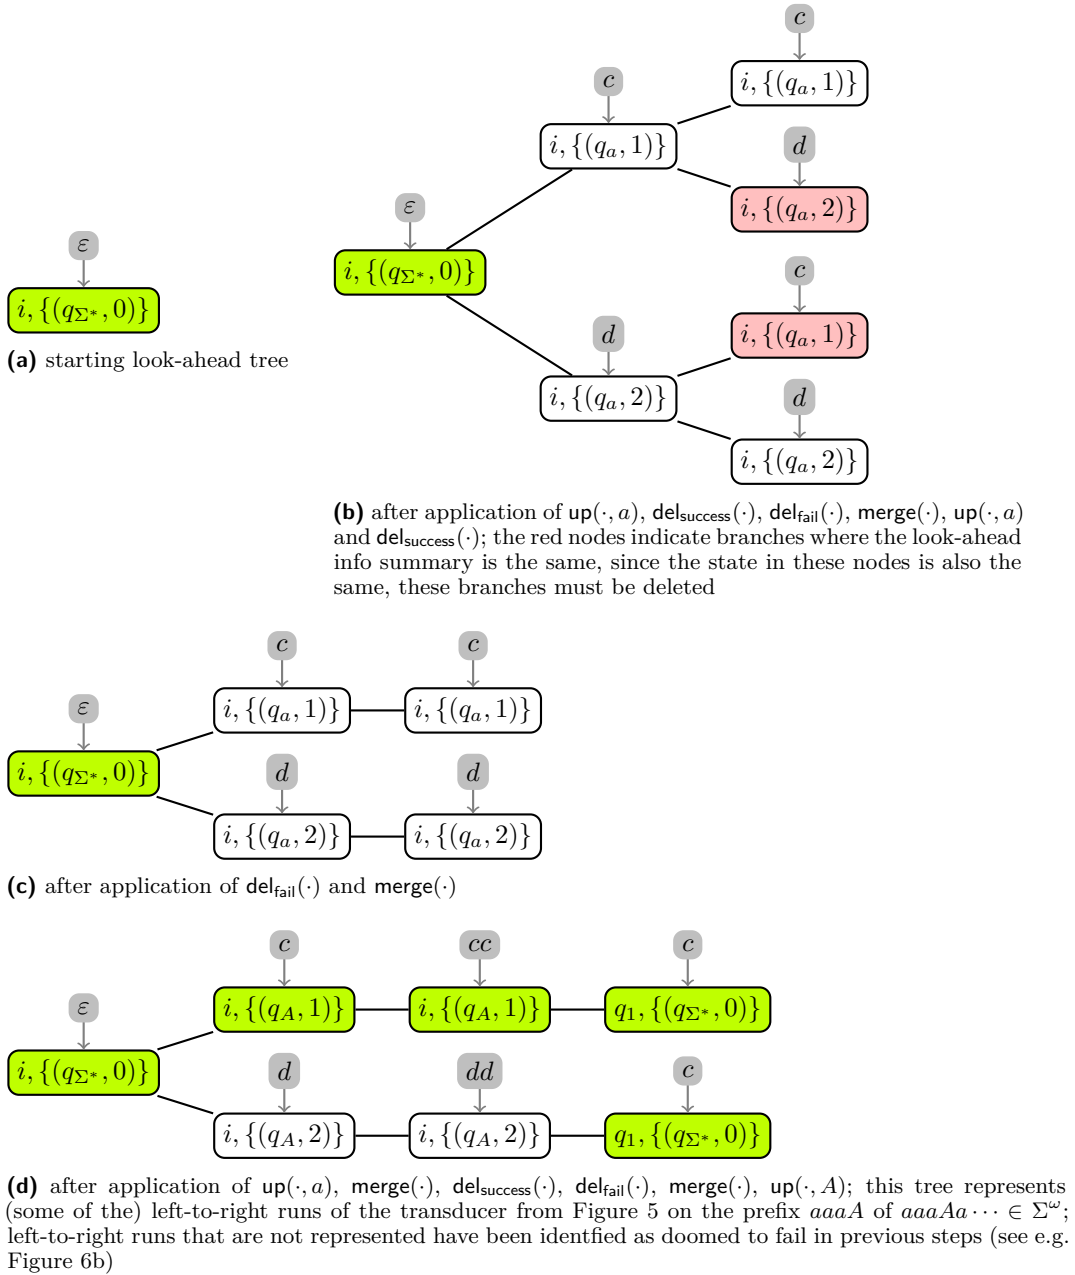 ε
i, {(q_Σ*, 0)}
(a) starting look-ahead tree
ε
i, {(q_Σ*, 0)}
c
i, {(q_a, 1)}
d
i, {(q_a, 2)}
c
i, {(q_a, 1)}
d
i, {(q_a, 2)}
c
i, {(q_a, 1)}
d
i, {(q_a, 2)}
(b) after application of up(·, a), del_success(·), del_fail(·), merge(·), up(·, a)
and del_success(·); the red nodes indicate branches where the look-ahead
info summary is the same, since the state in these nodes is also the
same, these branches must be deleted
ε
i, {(q_Σ*, 0)}
c
i, {(q_a, 1)}
c
i, {(q_a, 1)}
d
i, {(q_a, 2)}
d
i, {(q_a, 2)}
(c) after application of del_fail(·) and merge(·)
ε
i, {(q_Σ*, 0)}
c
i, {(q_A, 1)}
cc
i, {(q_A, 1)}
c
q_1, {(q_Σ*, 0)}
d
i, {(q_A, 2)}
dd
i, {(q_A, 2)}
c
q_1, {(q_Σ*, 0)}
(d) after application of up(·, a), merge(·), del_success(·), del_fail(·), merge(·), up(·, A); this tree represents
(some of the) left-to-right runs of the transducer from Figure 5 on the prefix aaaA of aaaAa · · · ∈ Σ^ω;
left-to-right runs that are not represented have been identfied as doomed to fail in previous steps (see e.g.
Figure 6b)